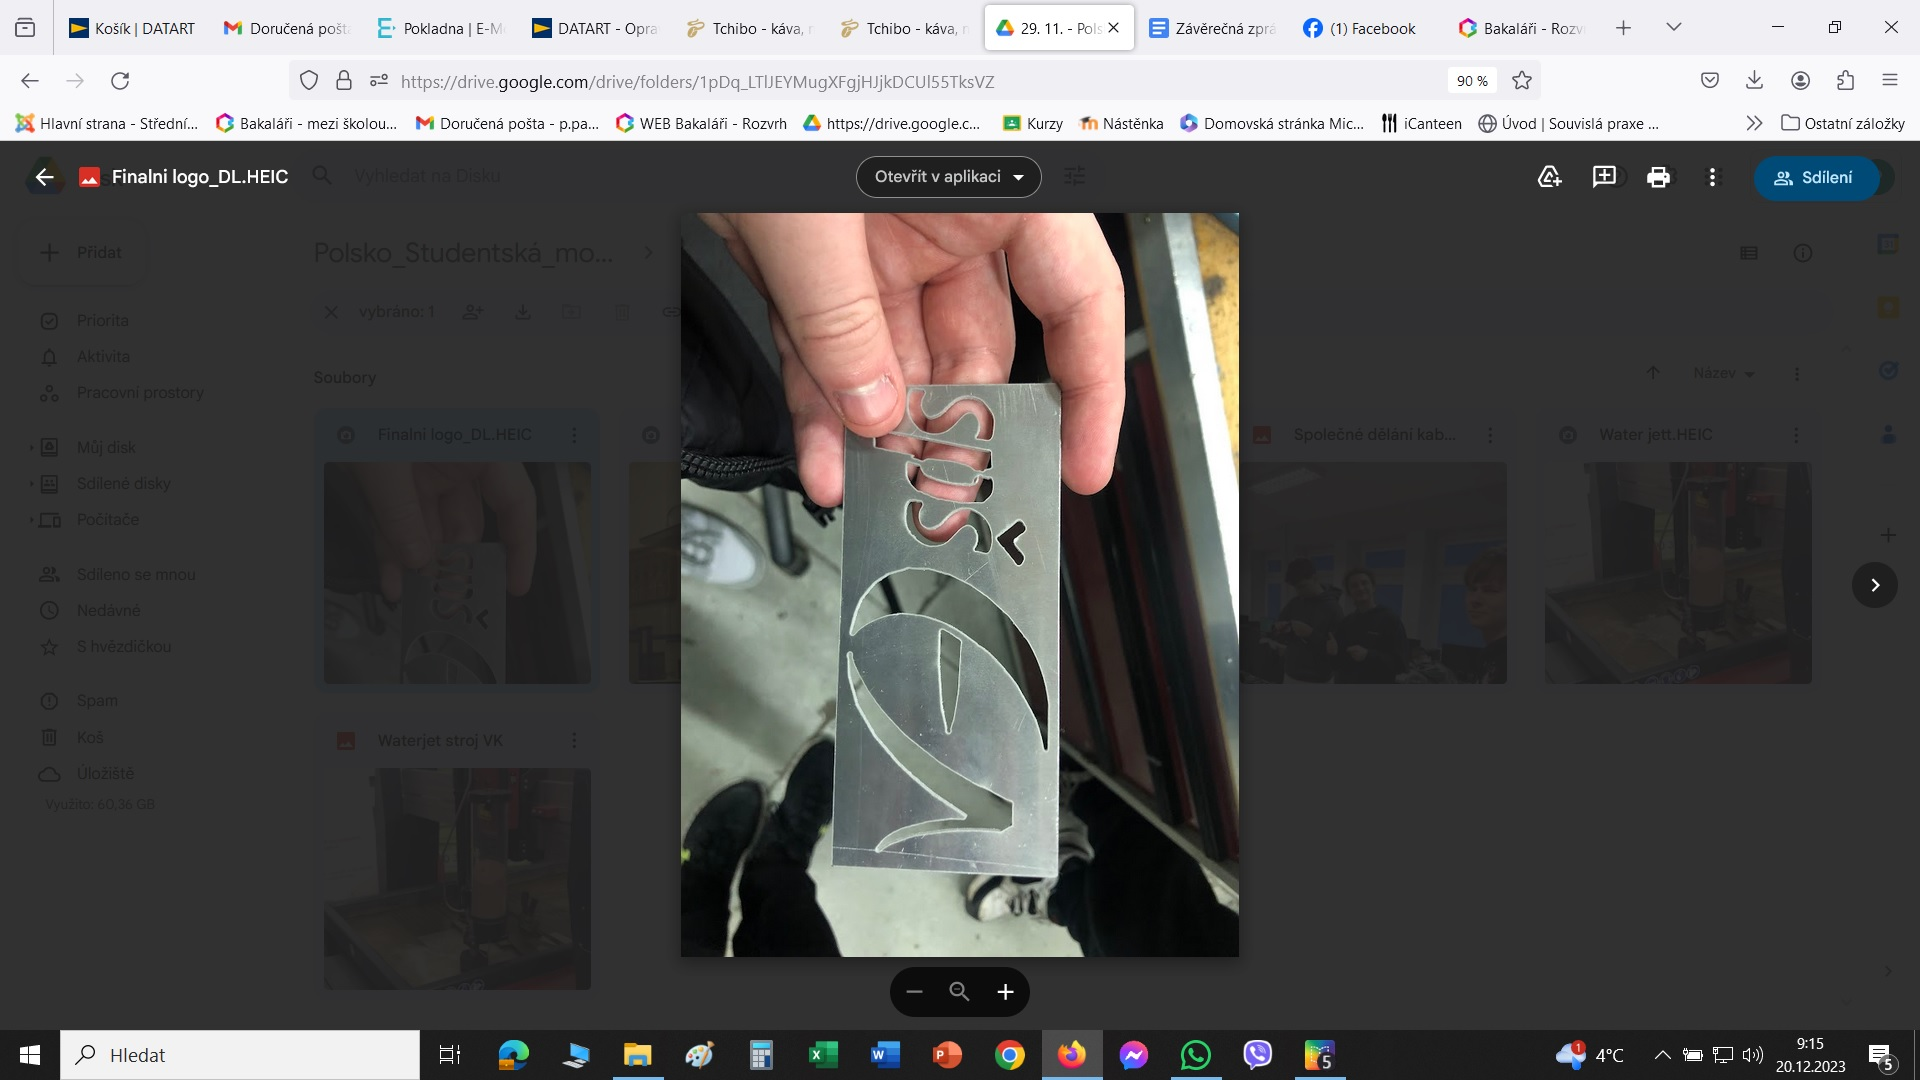 Košík | DATART
Doručená pošt
Pokladna | E-M
DATART - Opra
Tchibo - káva, n
Tchibo - káva, n
29. 11. - Pols
Závěrečná zprá
(1) Facebook
Bakaláři - Rozv
https://drive.google.com/drive/folders/1pDq_LTlJEYMugXFgjHJjkDCUl55TksVZ
90 %
Hlavní strana - Střední...
Bakaláři - mezi školou...
Doručená pošta - p.pa...
WEB Bakaláři - Rozvrh
https://drive.google.c...
Kurzy
Nástěnka
Domovská stránka Mic...
iCanteen
Úvod | Souvislá praxe ...
Ostatní záložky
Finalni logo_DL.HEIC
Vyhledat na Disku
Otevřít v aplikaci
Sdílení
Přidat
Polsko_Studentská_mo...
vybráno: 1
Priorita
Aktivita
Pracovní prostory
Soubory
Název
Můj disk
Sdílené disky
Počítače
Finalni logo_DL.HEIC
Společné dělání kab...
Water jett.HEIC
Sdíleno se mnou
Nedávné
S hvězdičkou
Spam
Koš
Úložiště
Využito: 60,36 GB
Waterjet stroj VK
SPŠ
Hledat
4°C
9:15
20.12.2023
5